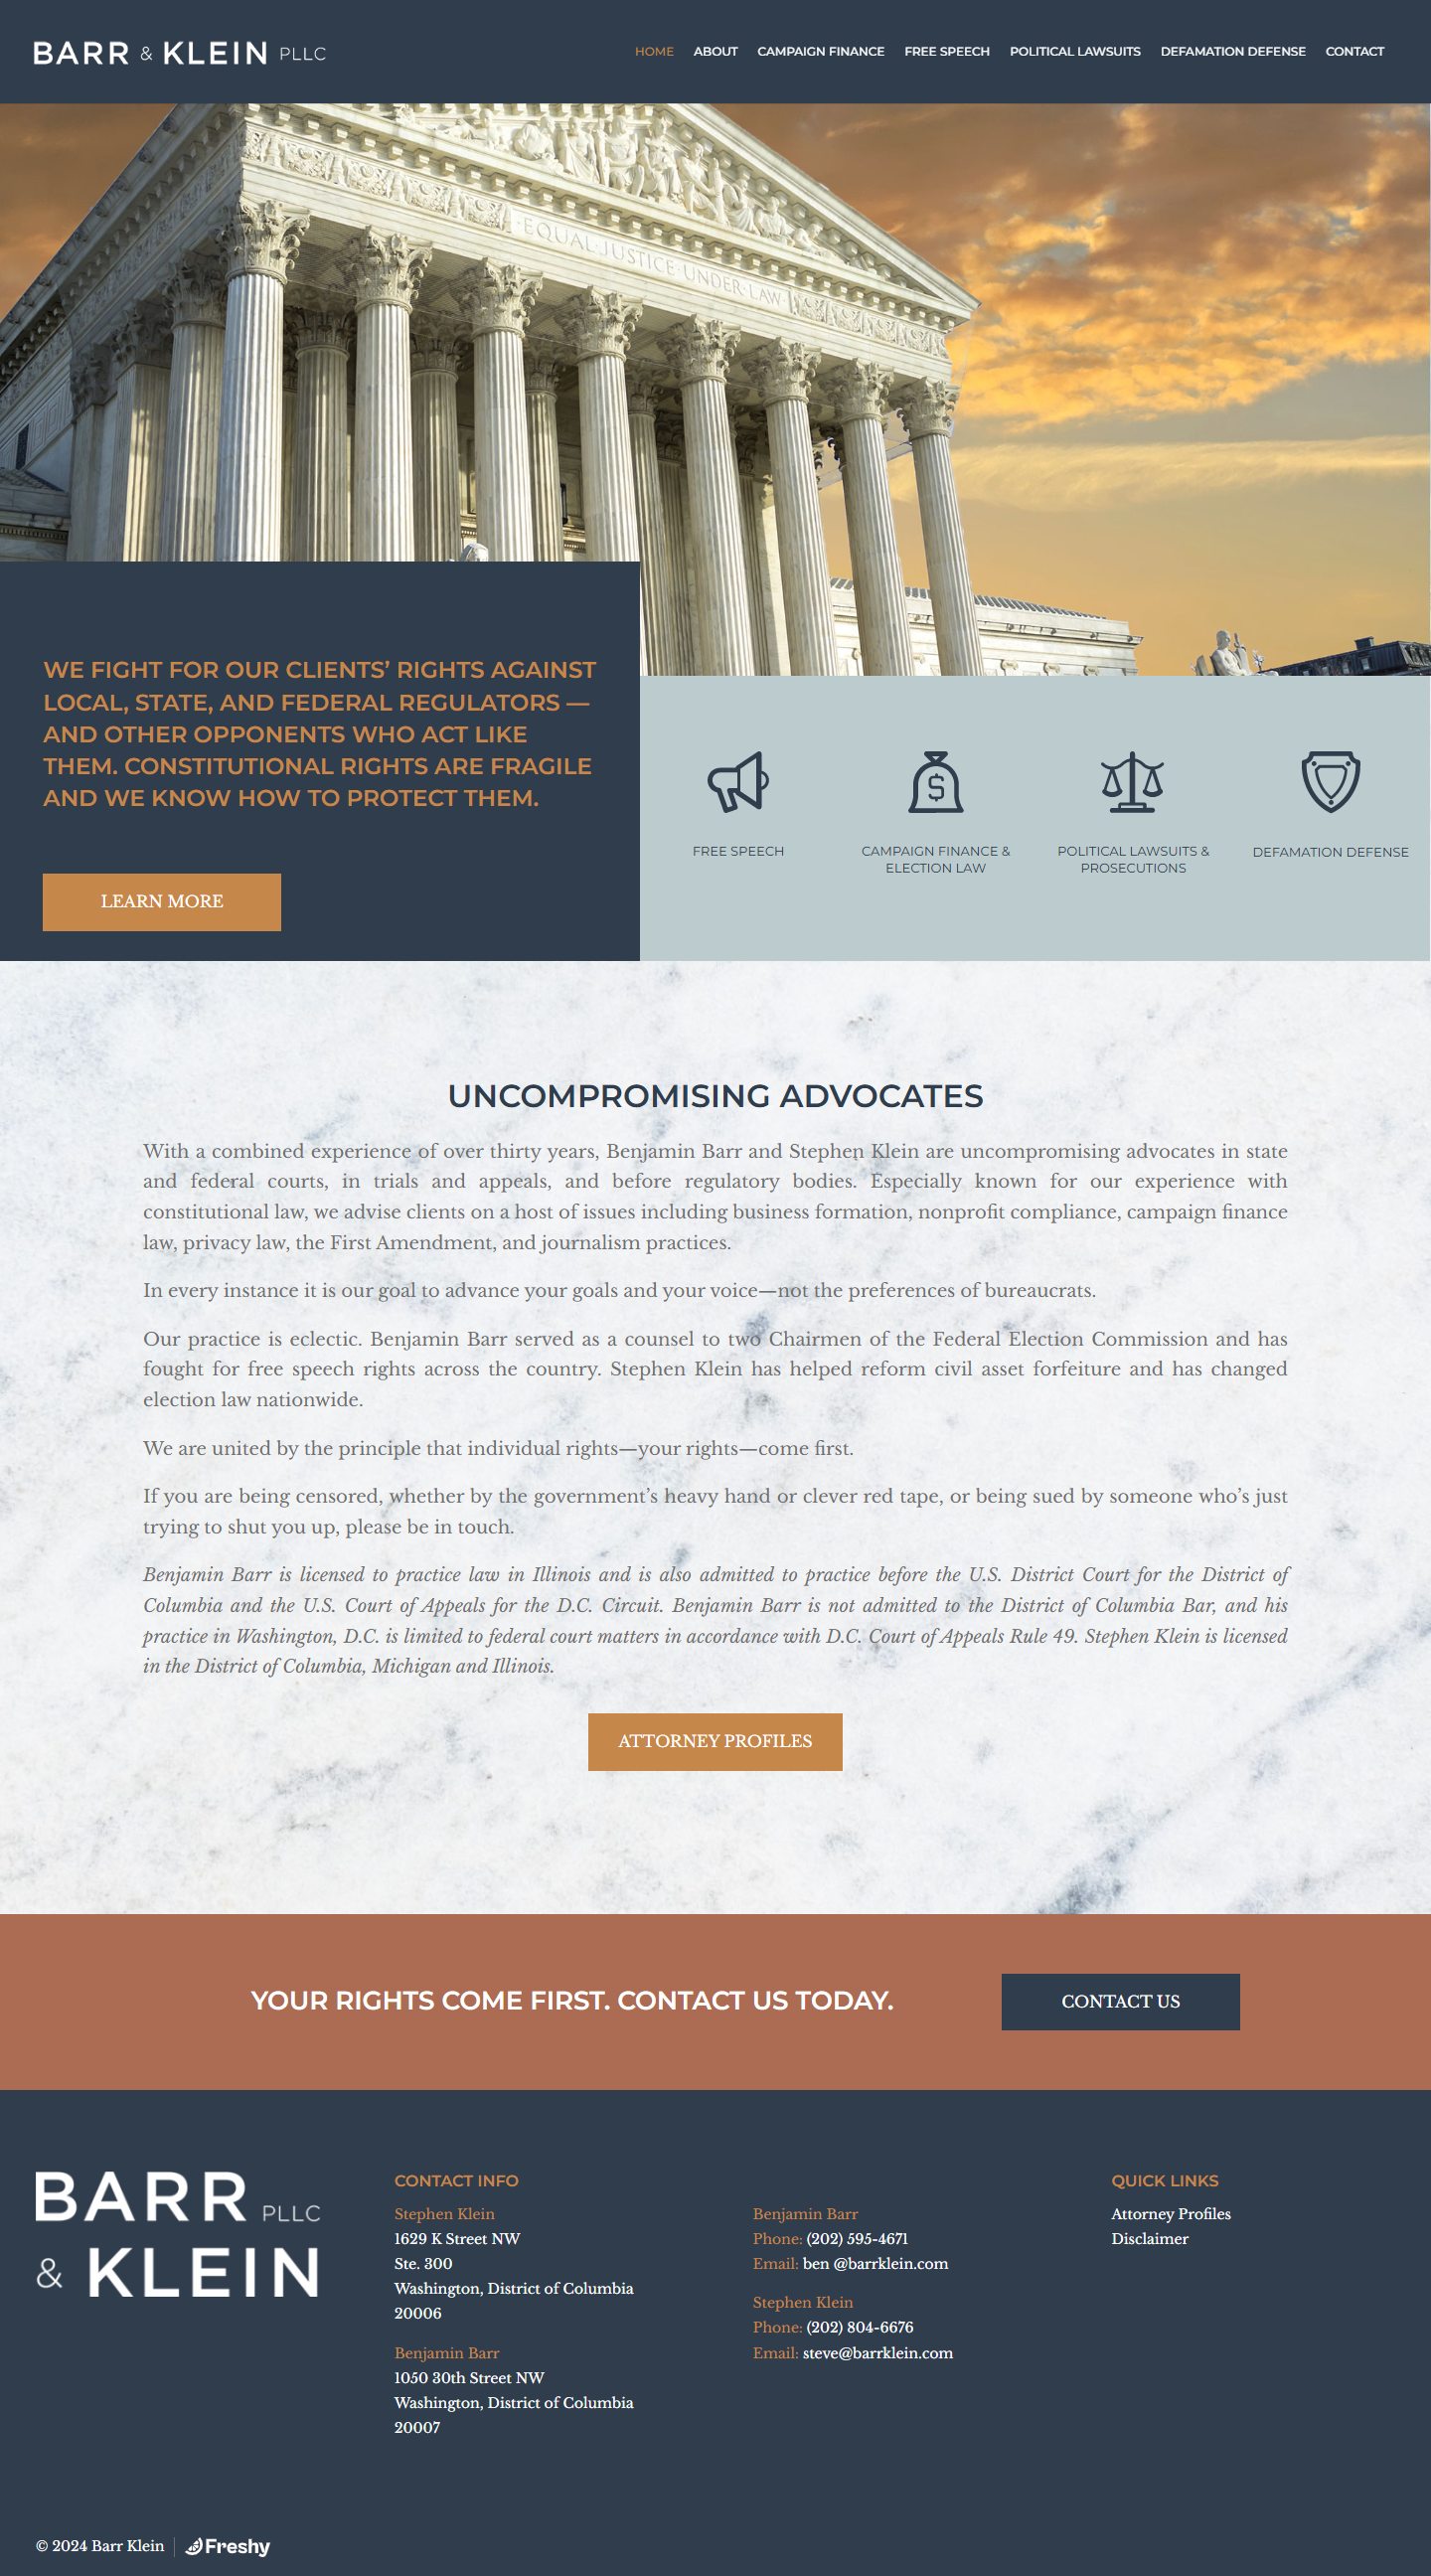 BARR & KLEIN PLLC
HOME ABOUT CAMPAIGN FINANCE FREE SPEECH POLITICAL LAWSUITS DEFAMATION DEFENSE CONTACT
·EQUAL·JUSTICE·UNDER·LAW·
WE FIGHT FOR OUR CLIENTS’ RIGHTS AGAINST
LOCAL, STATE, AND FEDERAL REGULATORS —
AND OTHER OPPONENTS WHO ACT LIKE
THEM. CONSTITUTIONAL RIGHTS ARE FRAGILE
AND WE KNOW HOW TO PROTECT THEM.
LEARN MORE
$
FREE SPEECH
CAMPAIGN FINANCE &
ELECTION LAW
POLITICAL LAWSUITS &
PROSECUTIONS
DEFAMATION DEFENSE
UNCOMPROMISING ADVOCATES
With a combined experience of over thirty years, Benjamin Barr and Stephen Klein are uncompromising advocates in state
and federal courts, in trials and appeals, and before regulatory bodies. Especially known for our experience with
constitutional law, we advise clients on a host of issues including business formation, nonprofit compliance, campaign finance
law, privacy law, the First Amendment, and journalism practices.
In every instance it is our goal to advance your goals and your voice—not the preferences of bureaucrats.
Our practice is eclectic. Benjamin Barr served as a counsel to two Chairmen of the Federal Election Commission and has
fought for free speech rights across the country. Stephen Klein has helped reform civil asset forfeiture and has changed
election law nationwide.
We are united by the principle that individual rights—your rights—come first.
If you are being censored, whether by the government’s heavy hand or clever red tape, or being sued by someone who’s just
trying to shut you up, please be in touch.
Benjamin Barr is licensed to practice law in Illinois and is also admitted to practice before the U.S. District Court for the District of
Columbia and the U.S. Court of Appeals for the D.C. Circuit. Benjamin Barr is not admitted to the District of Columbia Bar, and his
practice in Washington, D.C. is limited to federal court matters in accordance with D.C. Court of Appeals Rule 49. Stephen Klein is licensed
in the District of Columbia, Michigan and Illinois.
ATTORNEY PROFILES
YOUR RIGHTS COME FIRST. CONTACT US TODAY.
CONTACT US
BARR PLLC
& KLEIN
CONTACT INFO
Stephen Klein
1629 K Street NW
Ste. 300
Washington, District of Columbia
20006
Benjamin Barr
1050 30th Street NW
Washington, District of Columbia
20007
Benjamin Barr
Phone: (202) 595-4671
Email: ben @barrklein.com
Stephen Klein
Phone: (202) 804-6676
Email: steve@barrklein.com
QUICK LINKS
Attorney Profiles
Disclaimer
© 2024 Barr Klein
Freshy